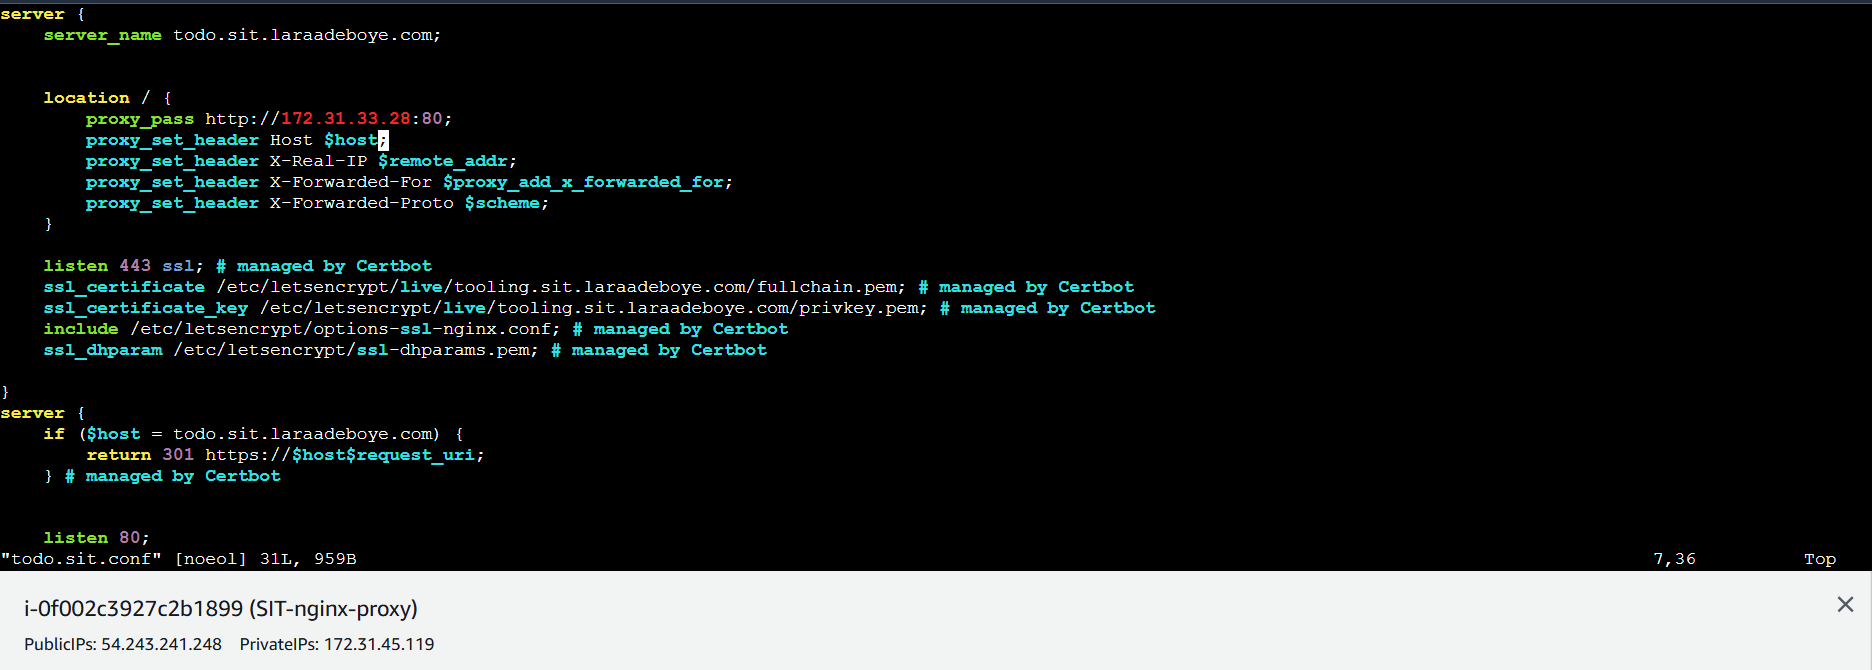 server {
    server_name todo.sit.laraadeboye.com;
    location / {
        proxy_pass http://172.31.33.28:80;
        proxy_set_header Host $host;
        proxy_set_header X-Real-IP $remote_addr;
        proxy_set_header X-Forwarded-For $proxy_add_x_forwarded_for;
        proxy_set_header X-Forwarded-Proto $scheme;
    }
    listen 443 ssl; # managed by Certbot
    ssl_certificate /etc/letsencrypt/live/tooling.sit.laraadeboye.com/fullchain.pem; # managed by Certbot
    ssl_certificate_key /etc/letsencrypt/live/tooling.sit.laraadeboye.com/privkey.pem; # managed by Certbot
    include /etc/letsencrypt/options-ssl-nginx.conf; # managed by Certbot
    ssl_dhparam /etc/letsencrypt/ssl-dhparams.pem; # managed by Certbot
}
server {
    if ($host = todo.sit.laraadeboye.com) {
        return 301 https://$host$request_uri;
    } # managed by Certbot
    listen 80;
"todo.sit.conf" [noeol] 31L, 959B 7,36 Top
i-0f002c3927c2b1899 (SIT-nginx-proxy)
PublicIPs: 54.243.241.248 PrivateIPs: 172.31.45.119